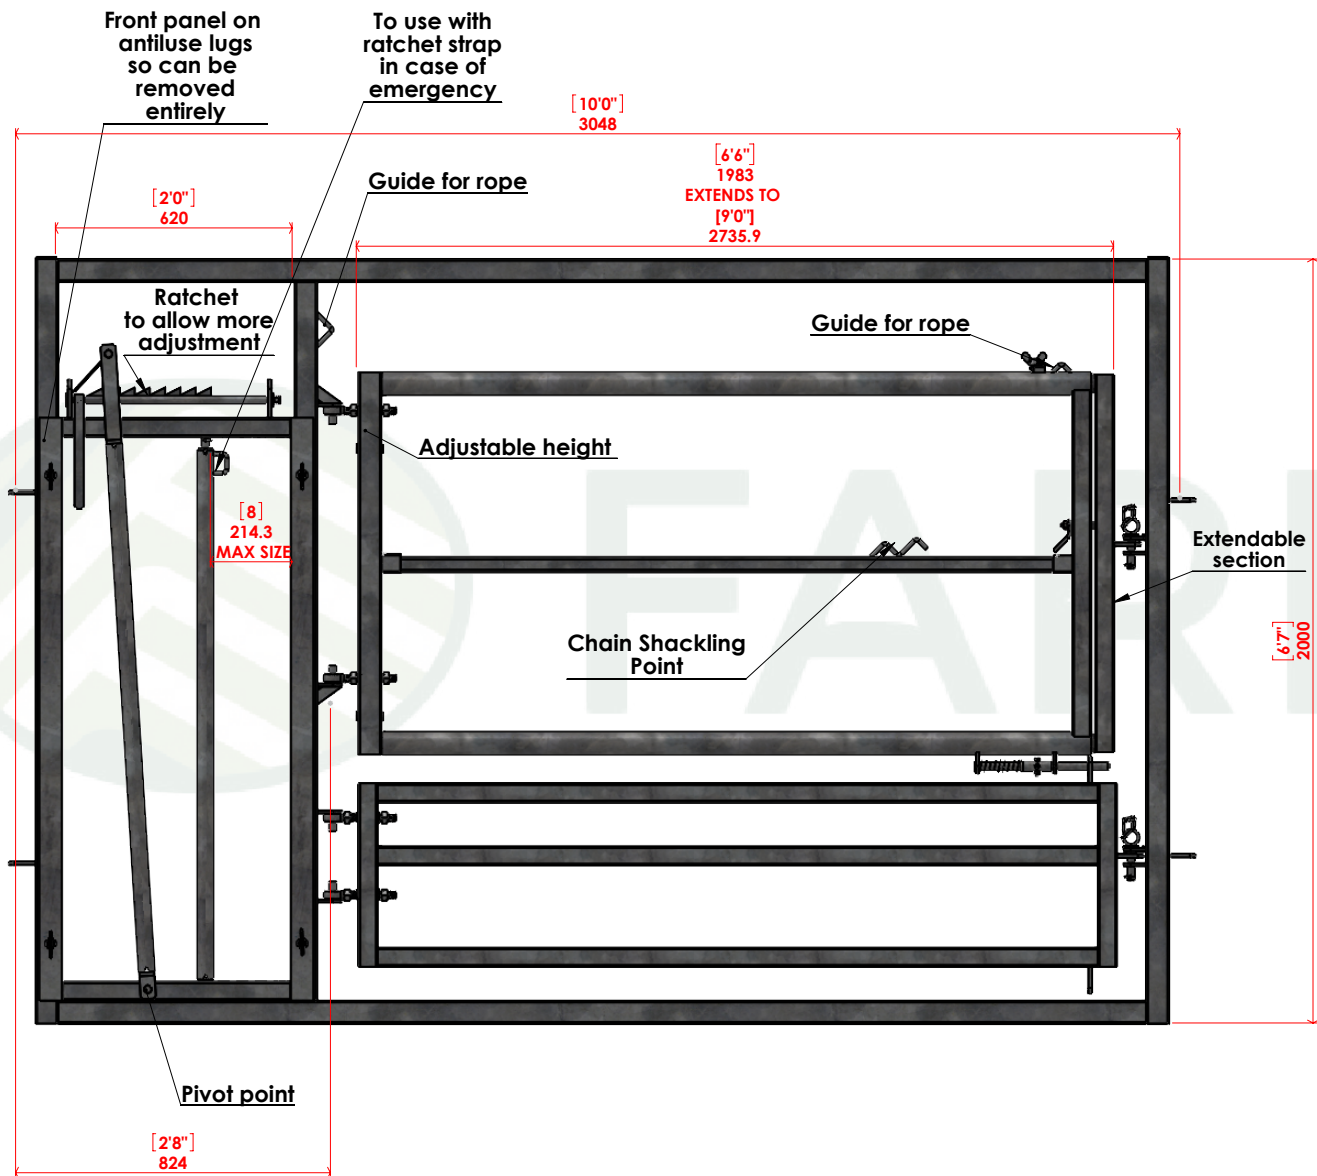 Front panel on
antiluse lugs
so can be
removed
entirely
To use with
ratchet strap
in case of
emergency
[10'0"]
3048
[6'6"]
1983
EXTENDS TO
[9'0"]
2735.9
[2'0"]
620
Guide for rope
Ratchet
to allow more
adjustment
Guide for rope
Adjustable height
[8]
214.3
MAX SIZE
Extendable
section
Chain Shackling
Point
[6'7"]
2000
Pivot point
[2'8"]
824
FAR